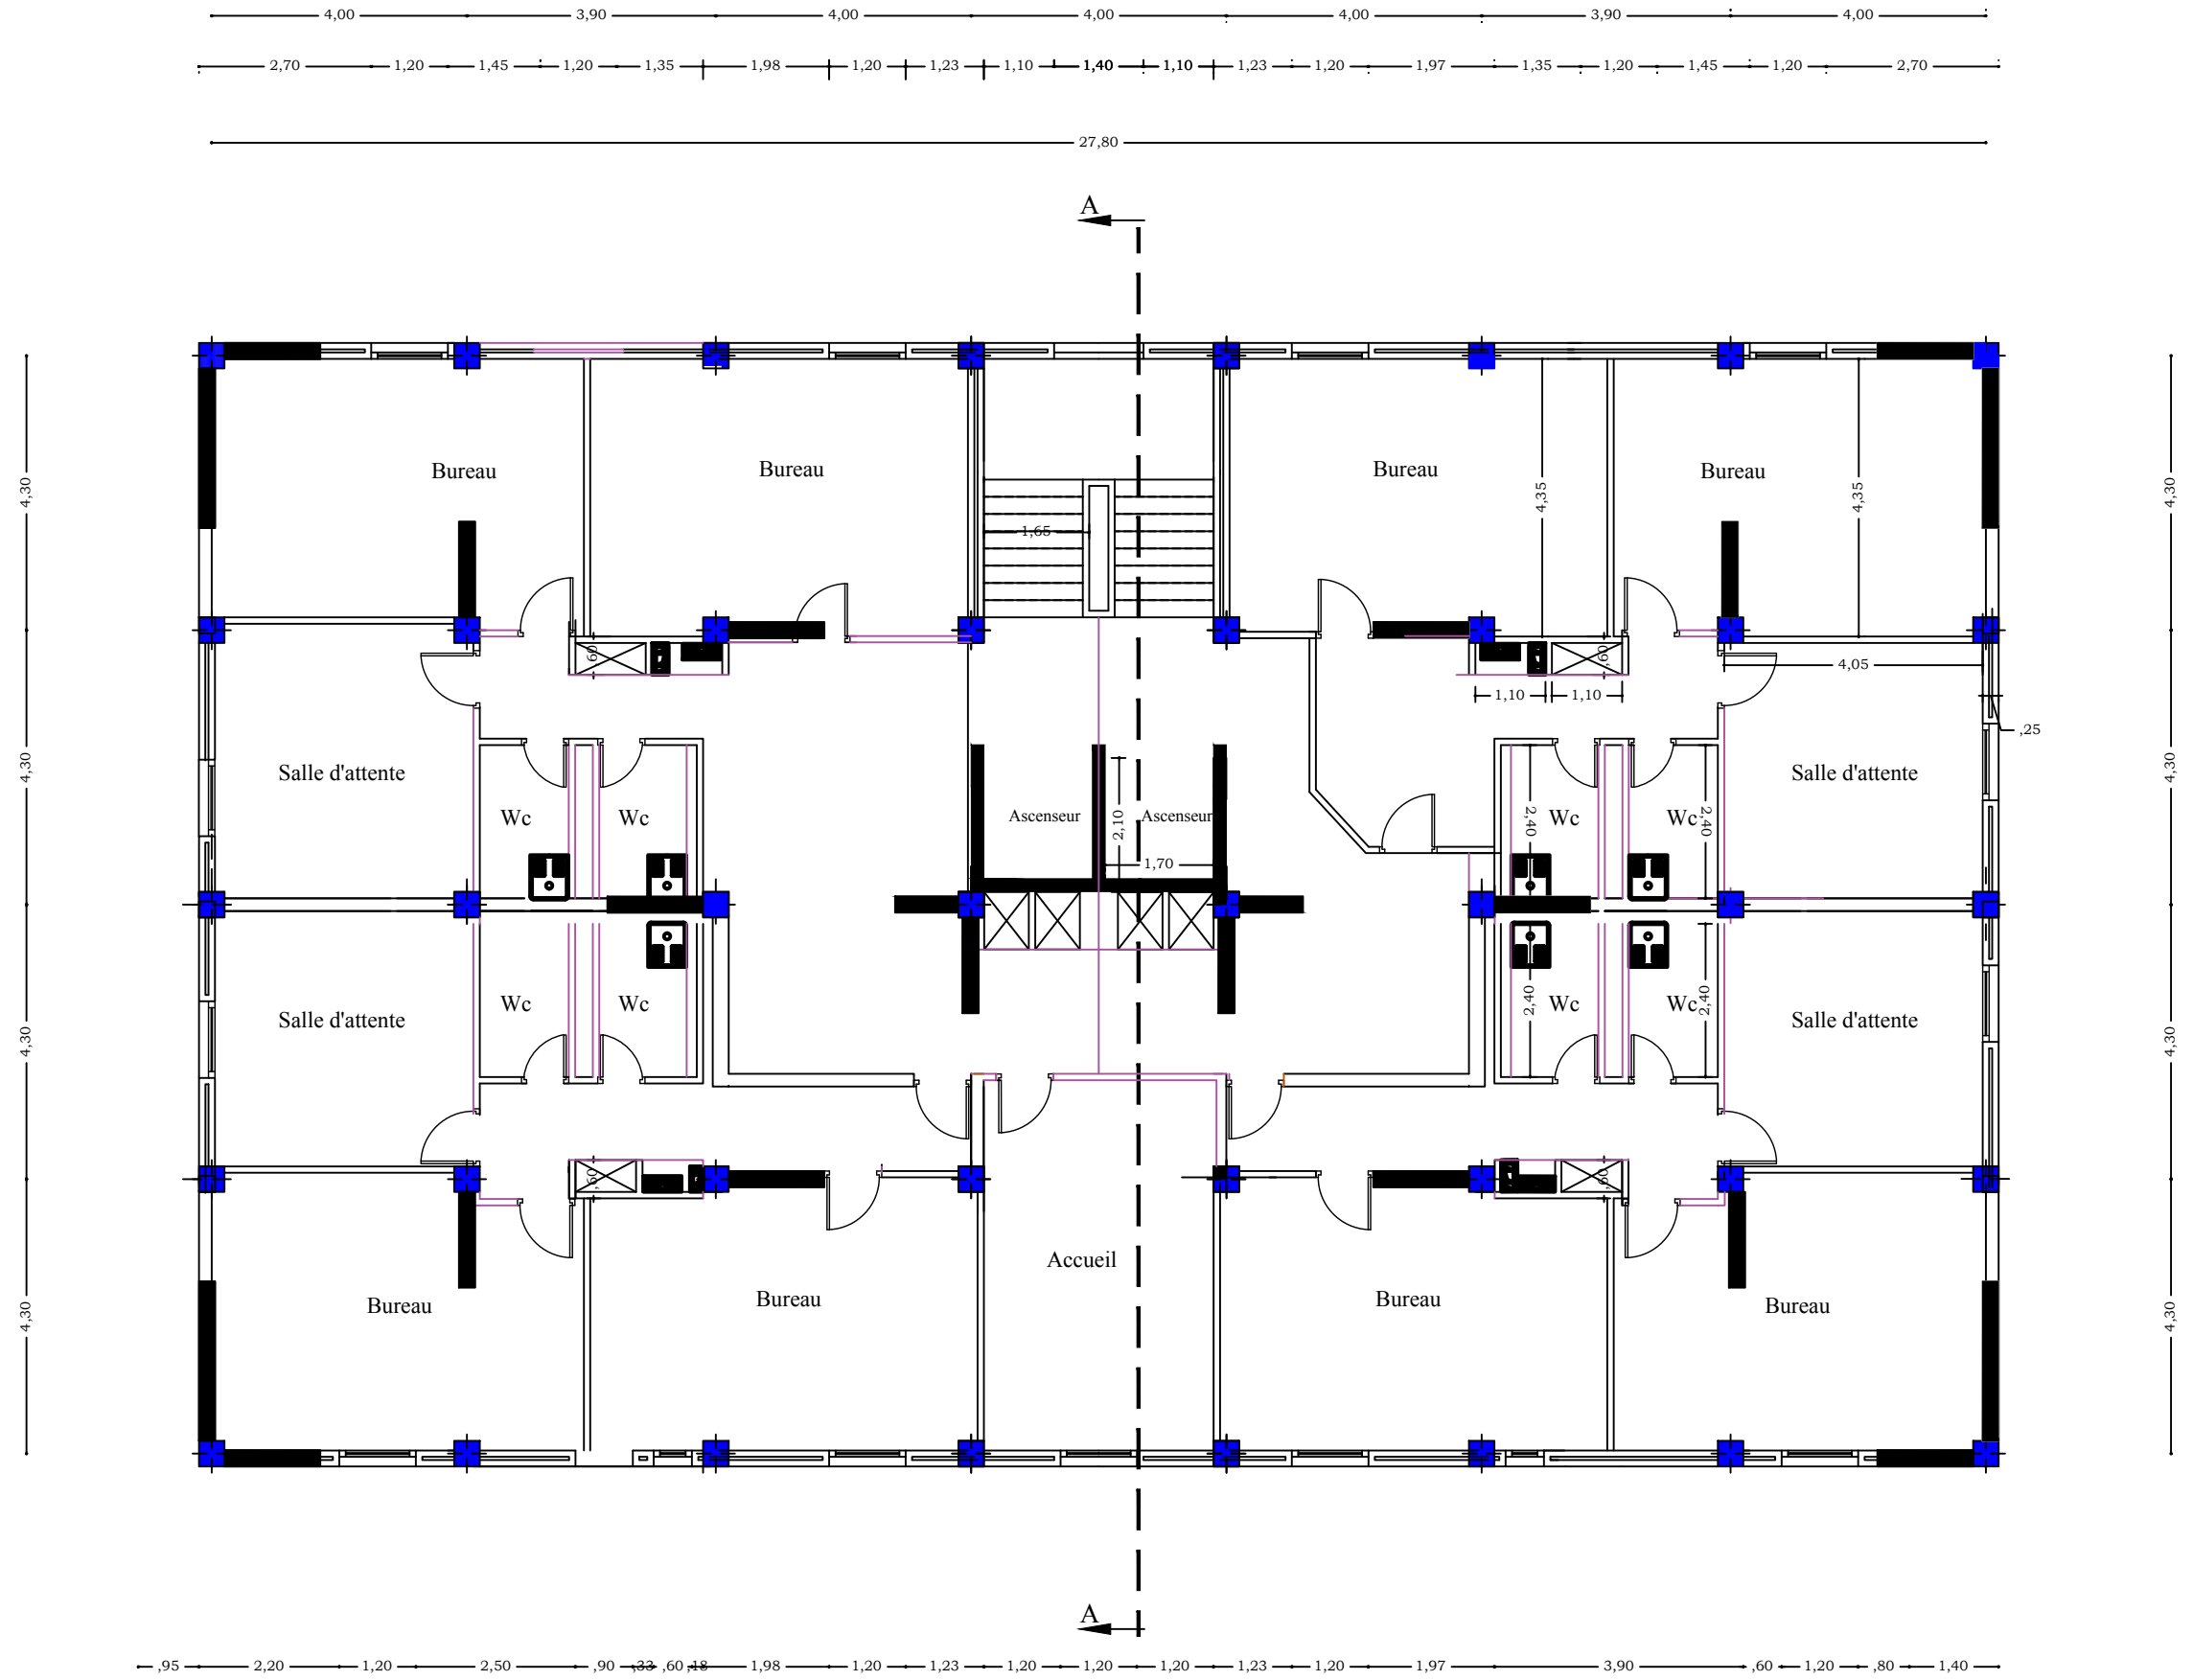 4,00 3,90 4,00 4,00 4,00 3,90 4,00
2,70 1,20 1,45 1,20 1,35 1,98 1,20 1,23 1,10 1,40 1,10 1,23 1,20 1,97 1,35 1,20 1,45 1,20 2,70
27,80
A
Bureau Bureau Bureau Bureau
4,30 4,35 4,35 4,30
1,65
,60 ,60 4,05
1,10 1,10
,25
4,30 Salle d'attente Salle d'attente 4,30
Wc Wc Ascenseur 2,10 Ascenseur 2,40 Wc Wc 2,40
1,70
Wc Wc 2,40 Wc Wc 2,40
4,30 Salle d'attente Salle d'attente 4,30
,60 ,60
Accueil
4,30 Bureau Bureau Bureau Bureau 4,30
A
,95 2,20 1,20 2,50 ,90 ,33 ,60 ,18 1,98 1,20 1,23 1,20 1,20 1,20 1,23 1,20 1,97 3,90 ,60 1,20 ,80 1,40